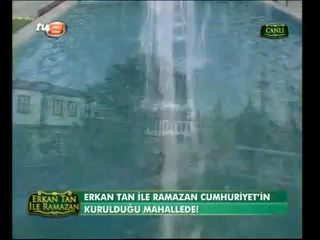 tv8
CANLI
ERKAN TAN
İLE RAMAZAN
ERKAN TAN İLE RAMAZAN CUMHURİYET'İN
KURULDUĞU MAHALLEDE!